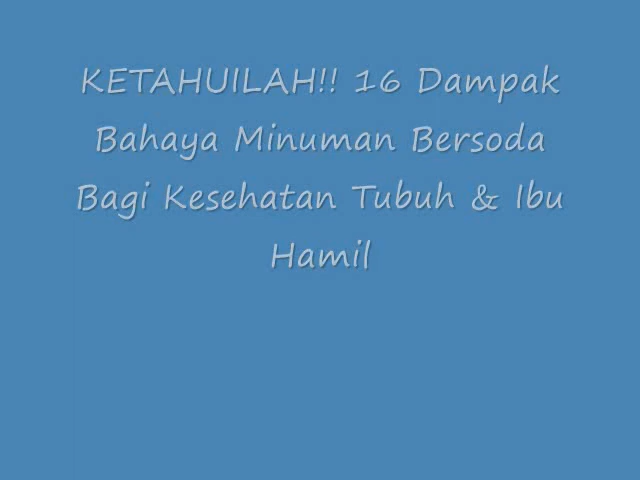 KETAHUILAH!! 16 Dampak
Bahaya Minuman Bersoda
Bagi Kesehatan Tubuh & Ibu
Hamil